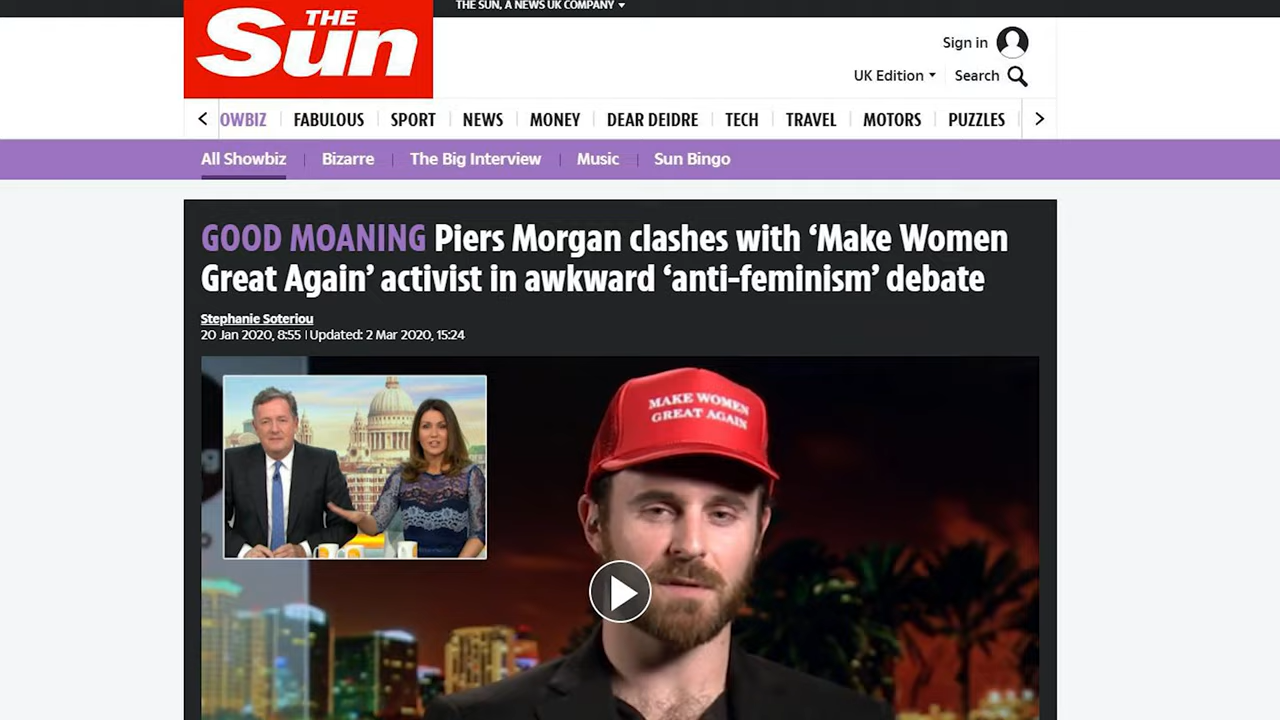 THE SUN, A NEWS UK COMPANY
THE
Sun
Sign in
UK Edition
Search
OWBIZ
FABULOUS
SPORT
NEWS
MONEY
DEAR DEIDRE
TECH
TRAVEL
MOTORS
PUZZLES
All Showbiz
Bizarre
The Big Interview
Music
Sun Bingo
GOOD MOANING Piers Morgan clashes with ‘Make Women
Great Again’ activist in awkward ‘anti-feminism’ debate
Stephanie Soteriou
20 Jan 2020, 8:55 | Updated: 2 Mar 2020, 15:24
MAKE WOMEN
GREAT AGAIN